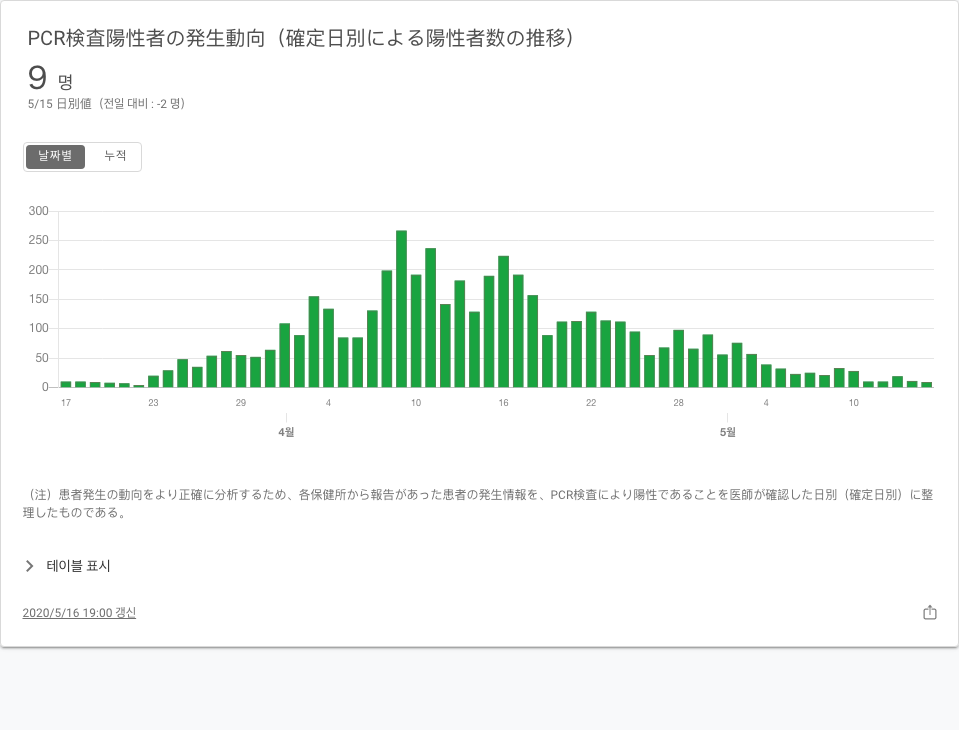 PCR検査陽性者の発生動向（確定日別による陽性者数の推移）
9 명
5/15 日別値（전일 대비 : -2 명）
날짜별 누적
300
250
200
150
100
50
0
17 23 29 4 10 16 22 28 4 10
4월 5월
（注）患者発生の動向をより正確に分析するため、各保健所から報告があった患者の発生情報を、PCR検査により陽性であることを医師が確認した日別（確定日別）に整
理したものである。
테이블 표시
2020/5/16 19:00 갱신